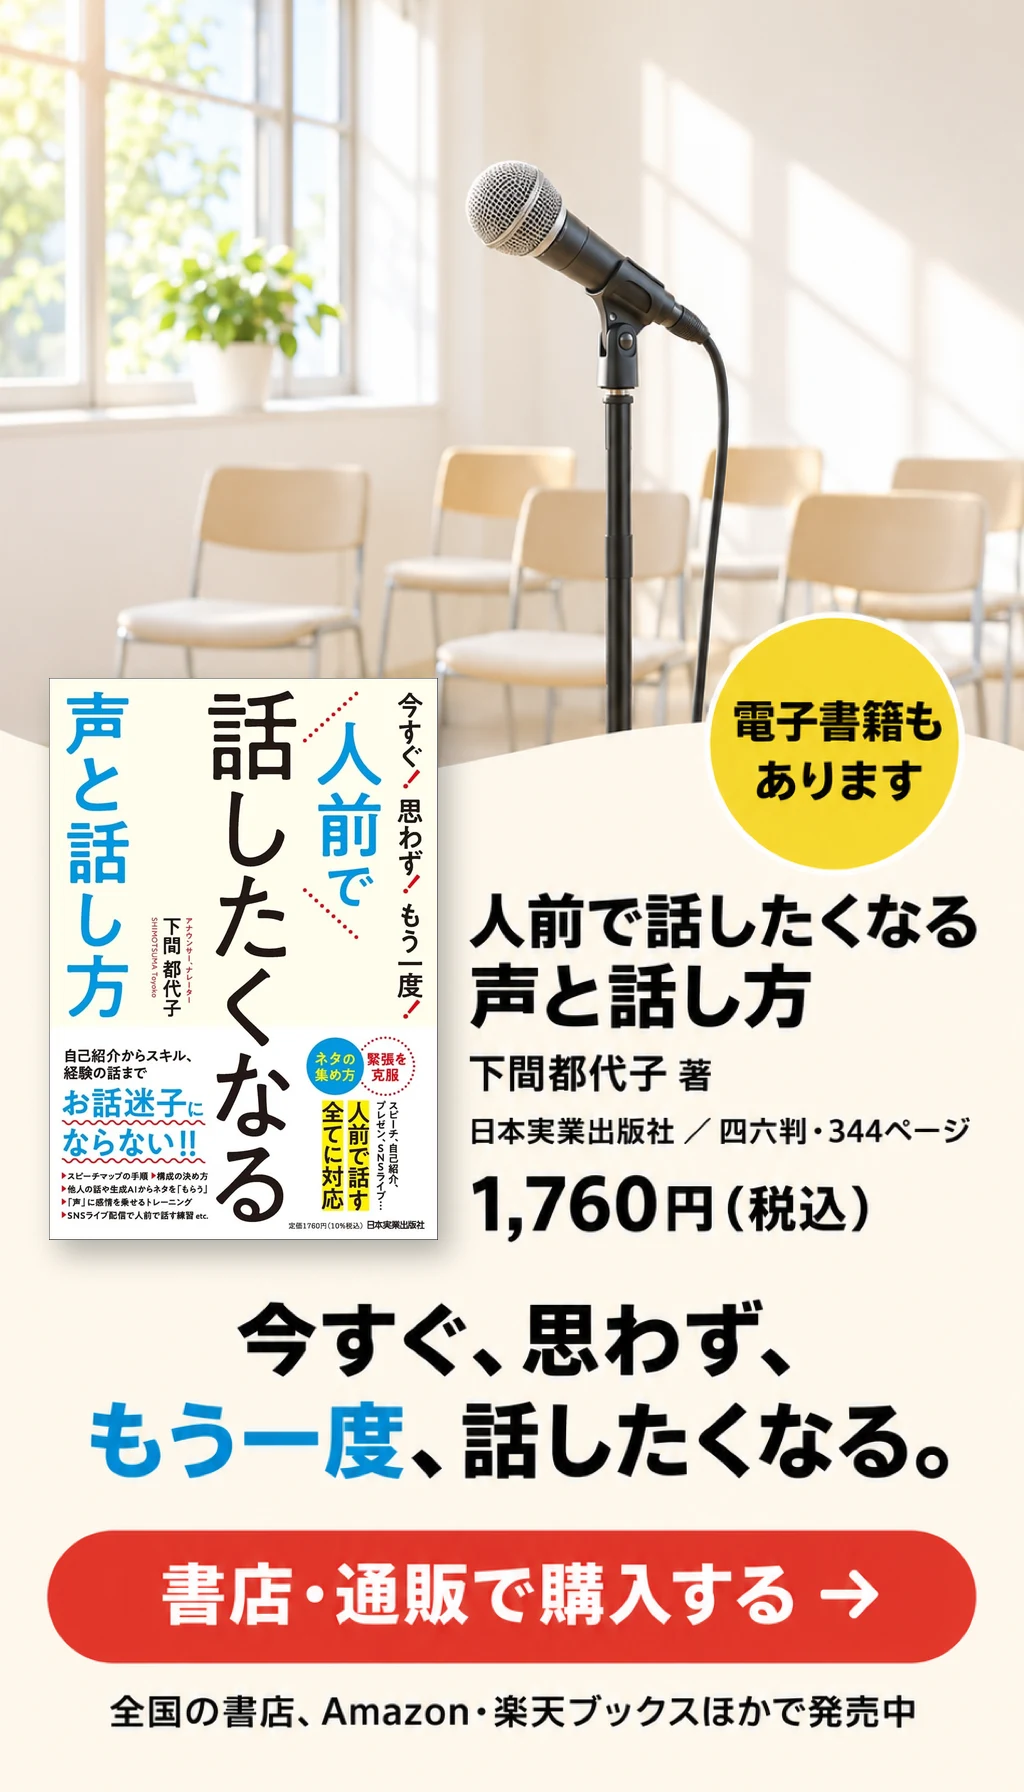 電子書籍も
あります
今すぐ！思わず！もう一度！
人前で
話したくなる
声と話し方
アナウンサー、ナレーター
下間 都代子
SHIMOTSUMA Toyoko
自己紹介からスキル、
経験の話まで
お話迷子に
ならない!!
▶スピーチマップの手順 ▶構成の決め方
▶他人の話や生成AIからネタを「もらう」
▶「声」に感情を乗せるトレーニング
▶SNSライブ配信で人前で話す練習 etc.
ネタの
集め方
緊張を
克服
スピーチ、自己紹介、
プレゼン、SNSライブ…
人前で話す
全てに対応
定価1760円(10%税込) 日本実業出版社
人前で話したくなる
声と話し方
下間都代子 著
日本実業出版社 ／ 四六判・344ページ
1,760円（税込）
今すぐ、思わず、
もう一度、話したくなる。
書店・通販で購入する →
全国の書店、Amazon・楽天ブックスほかで発売中